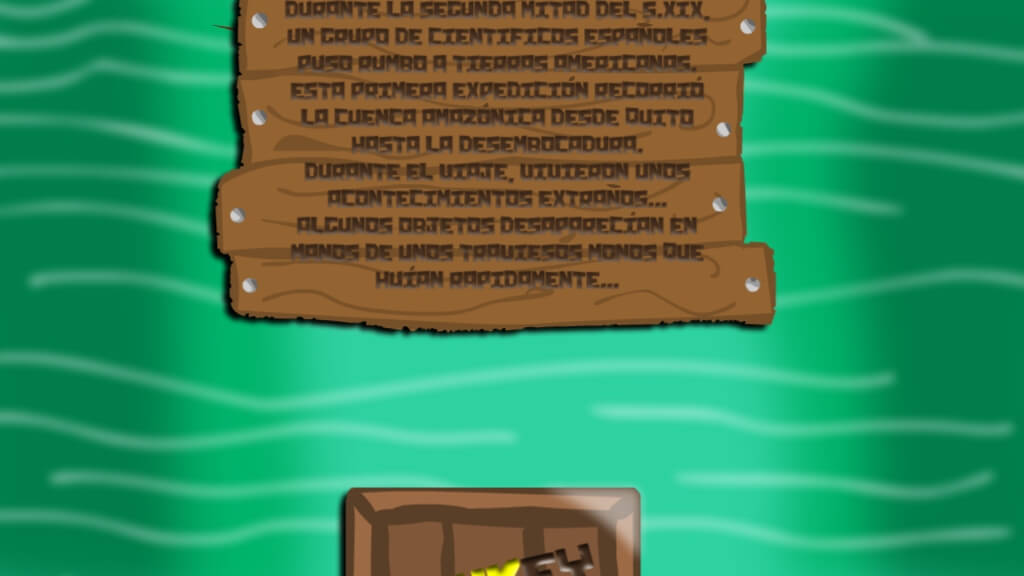 DURANTE LA SEGUNDA MITAD DEL S.XIX,
UN GRUPO DE CIENTIFICOS ESPAÑOLES
PUSO RUMBO A TIERRAS AMERICANAS.
ESTA PRIMERA EXPEDICIÓN RECORRIÓ
LA CUENCA AMAZÓNICA DESDE QUITO
HASTA LA DESEMBOCADURA.
DURANTE EL VIAJE, VIVIERON UNOS
ACONTECIMIENTOS EXTRAÑOS...
ALGUNOS OBJETOS DESAPARECÍAN EN
MANOS DE UNOS TRAVIESOS MONOS QUE
HUÍAN RAPIDAMENTE...